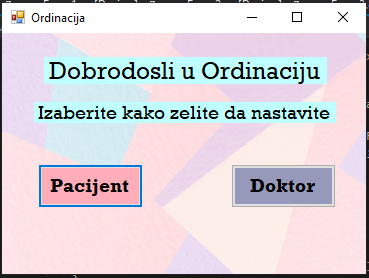 Ordinacija
Dobrodosli u Ordinaciju
Izaberite kako zelite da nastavite
Pacijent
Doktor